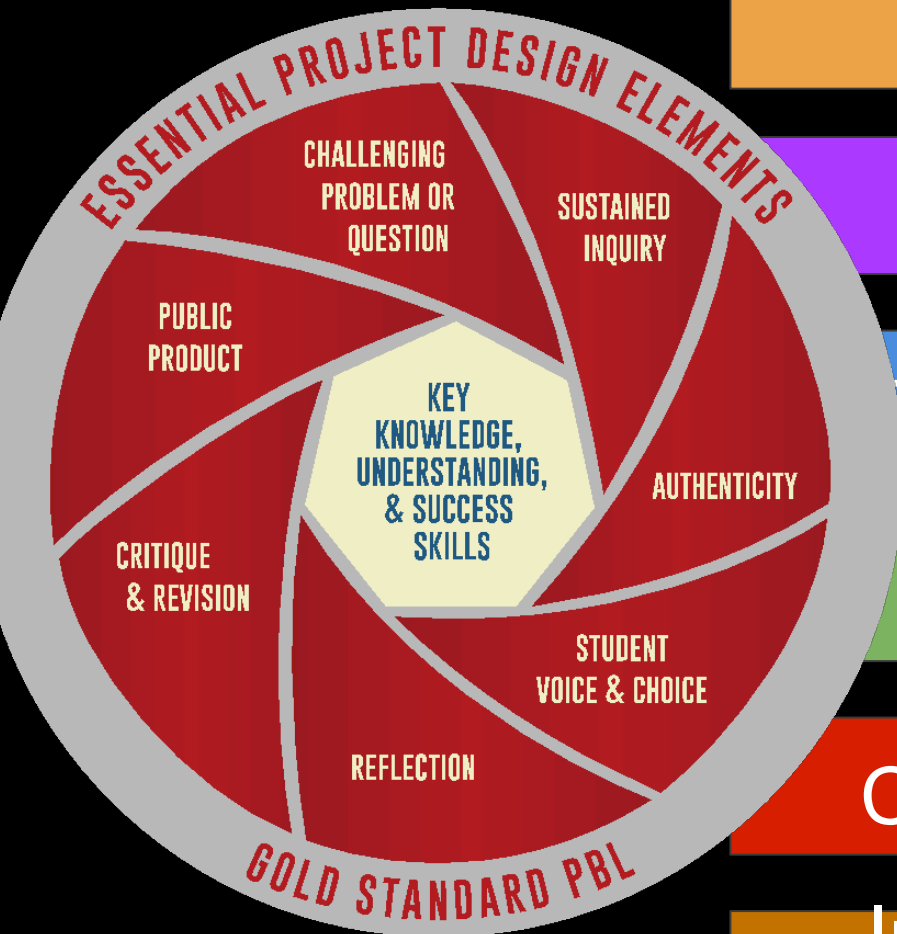 ESSENTIAL PROJECT DESIGN ELEMENTS
CHALLENGING
PROBLEM OR
QUESTION
SUSTAINED
INQUIRY
AUTHENTICITY
STUDENT
VOICE & CHOICE
REFLECTION
CRITIQUE
& REVISION
PUBLIC
PRODUCT
KEY
KNOWLEDGE,
UNDERSTANDING,
& SUCCESS
SKILLS
GOLD STANDARD PBL